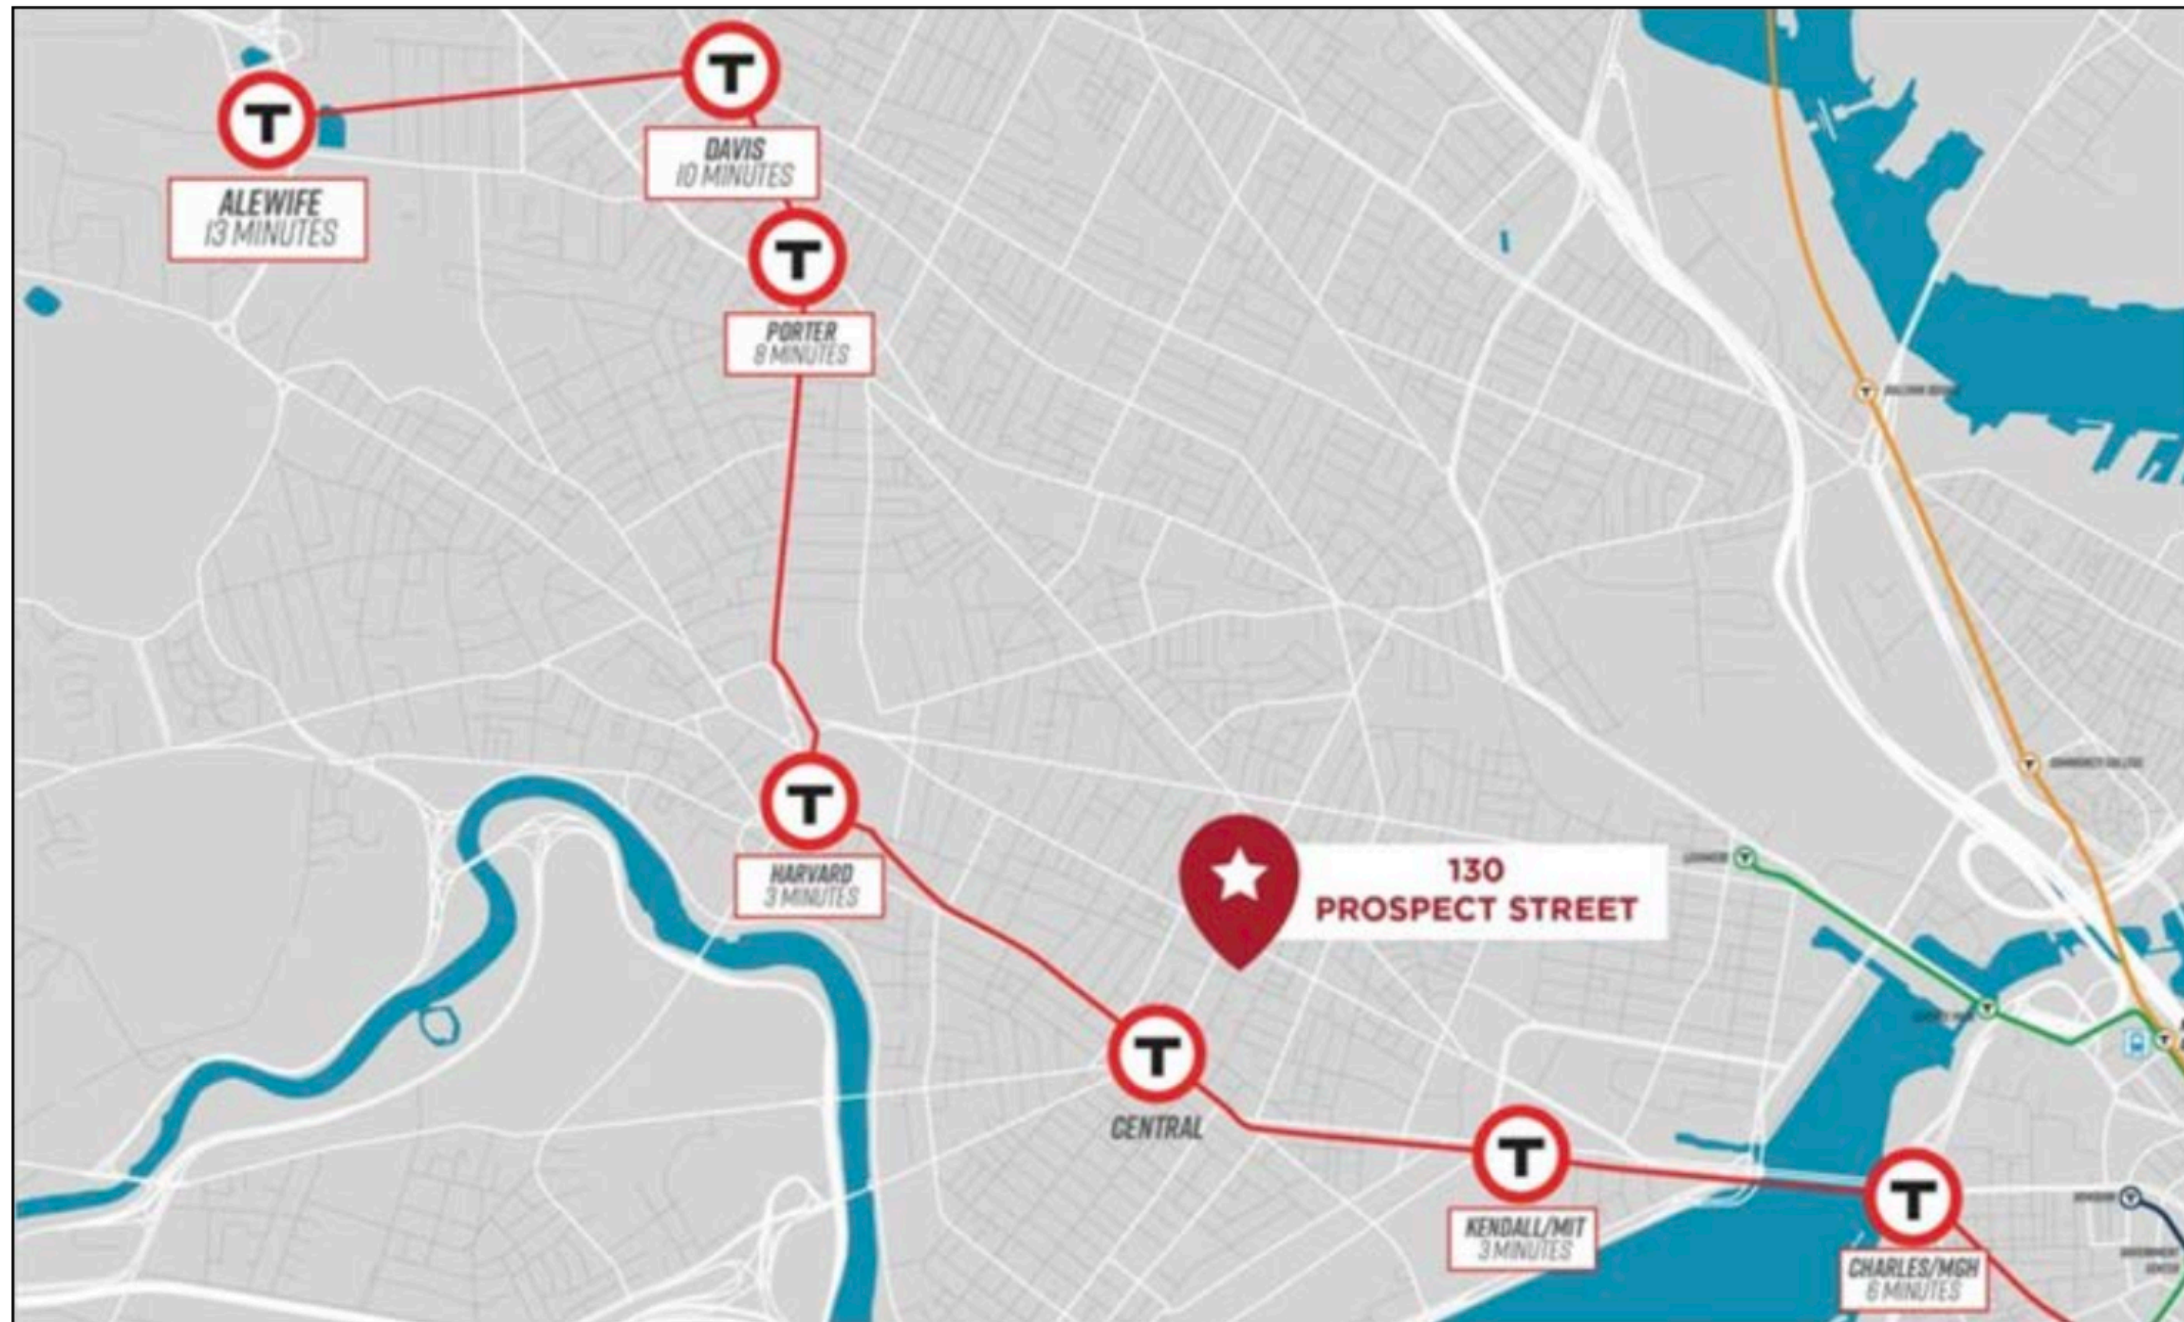 T
T
DAVIS
10 MINUTES
ALEWIFE
13 MINUTES
T
PORTER
8 MINUTES
T
HARVARD
3 MINUTES
130
PROSPECT STREET
T
CENTRAL
T
KENDALL/MIT
3 MINUTES
T
CHARLES/MGH
6 MINUTES